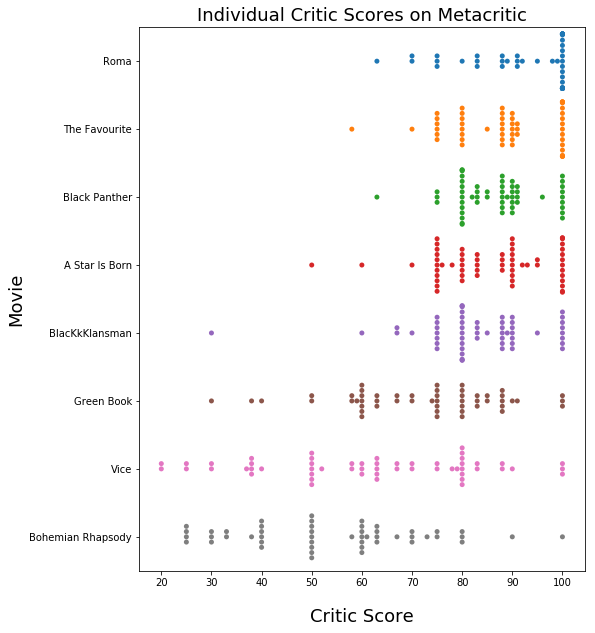 Individual Critic Scores on Metacritic
Movie
Roma
The Favourite
Black Panther
A Star Is Born
BlacKkKlansman
Green Book
Vice
Bohemian Rhapsody
20 30 40 50 60 70 80 90 100
Critic Score